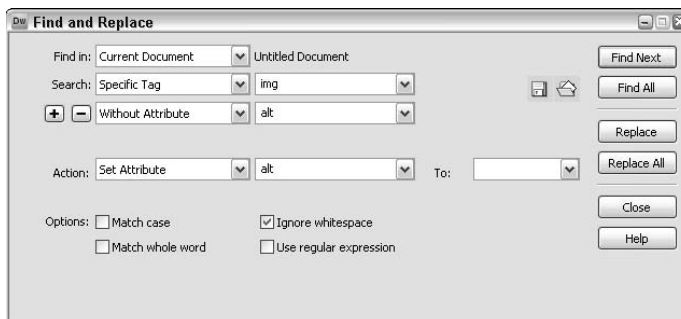 Dw Find and Replace
Find in: Current Document Untitled Document Find Next
Search: Specific Tag img Find All
Without Attribute alt
Replace
Action: Set Attribute alt To: Replace All
Options: Match case Ignore whitespace Close
Match whole word Use regular expression Help